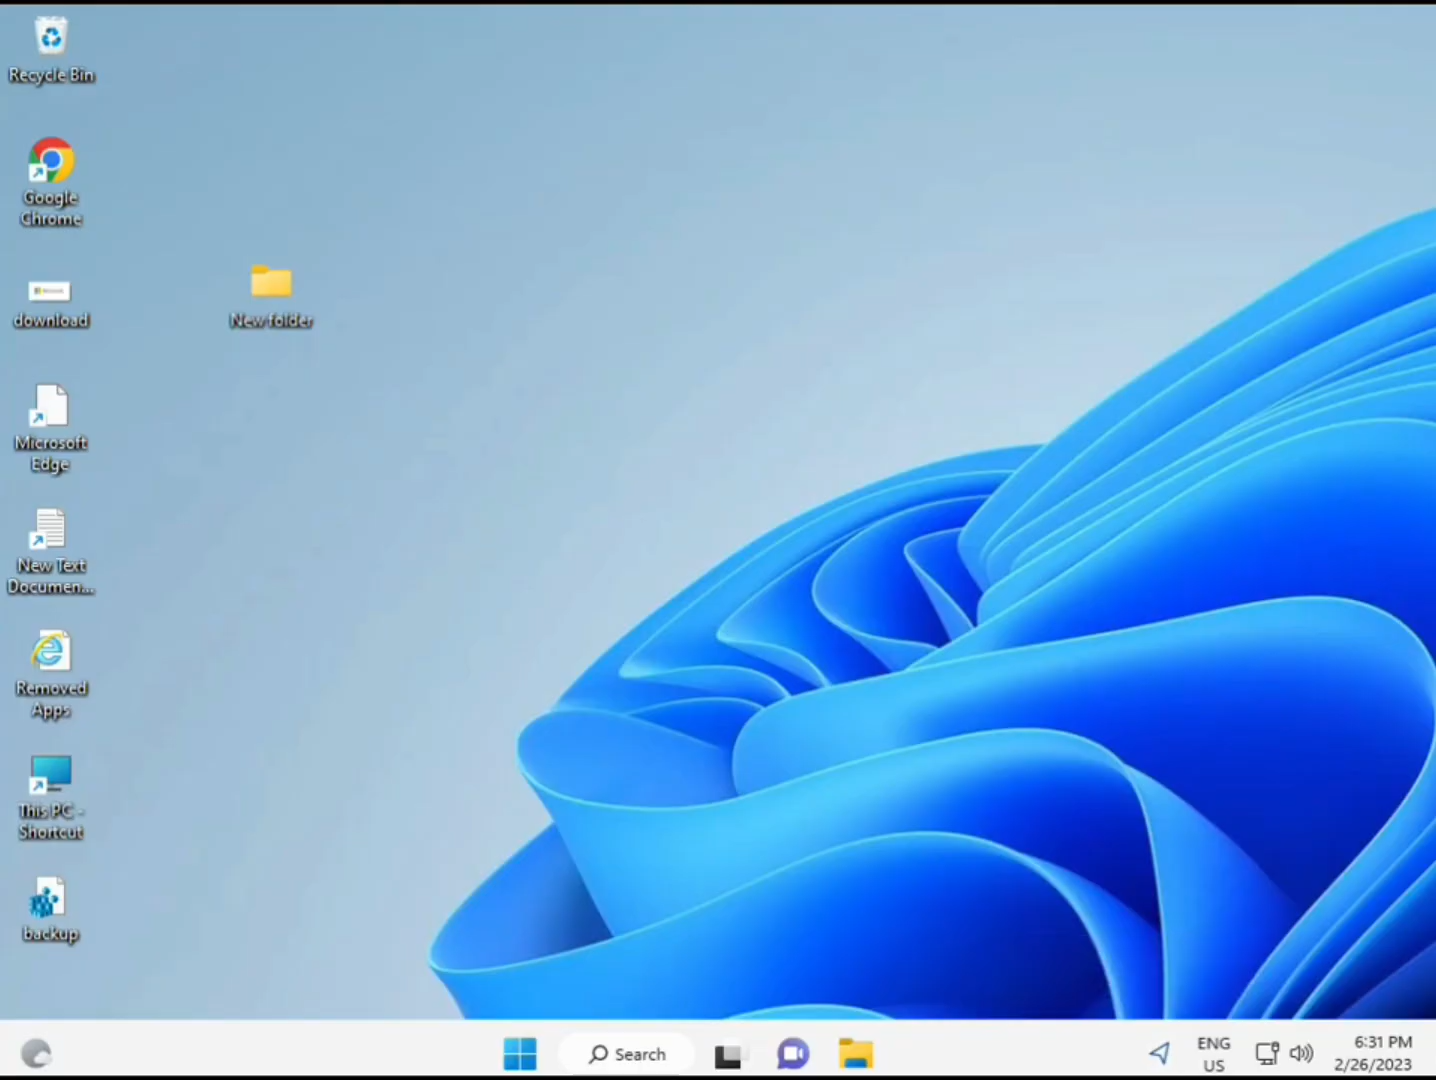 Recycle Bin
Google
Chrome
download
New folder
Microsoft
Edge
New Text
Documen...
Removed
Apps
This PC -
Shortcut
backup
Search
ENG
US
6:31 PM
2/26/2023